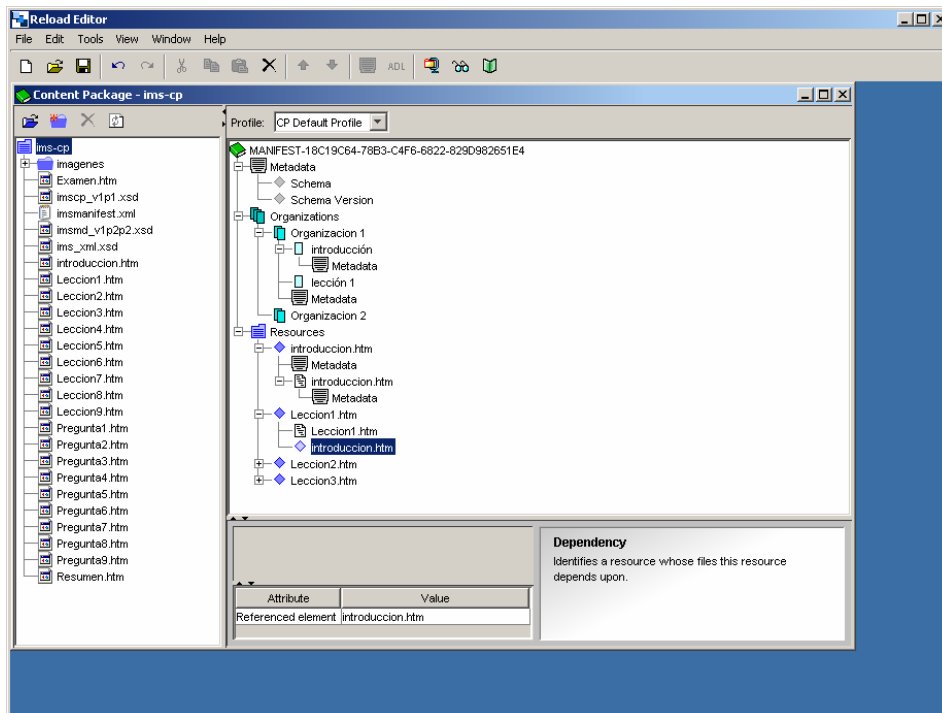 Reload Editor
File Edit Tools View Window Help
ADL
Content Package - ims-cp
Profile: CP Default Profile
ims-cp
imagenes
Examen.htm
imscp_v1p1.xsd
imsmanifest.xml
imsmd_v1p2p2.xsd
ims_xml.xsd
introduccion.htm
Leccion1.htm
Leccion2.htm
Leccion3.htm
Leccion4.htm
Leccion5.htm
Leccion6.htm
Leccion7.htm
Leccion8.htm
Leccion9.htm
Pregunta1.htm
Pregunta2.htm
Pregunta3.htm
Pregunta4.htm
Pregunta5.htm
Pregunta6.htm
Pregunta7.htm
Pregunta8.htm
Pregunta9.htm
Resumen.htm
MANIFEST-18C19C64-78B3-C4F6-6822-829D982651E4
Metadata
Schema
Schema Version
Organizations
Organizacion 1
introducción
Metadata
lección 1
Metadata
Organizacion 2
Resources
introduccion.htm
Metadata
introduccion.htm
Metadata
Leccion1.htm
Leccion1.htm
introduccion.htm
Leccion2.htm
Leccion3.htm
Attribute Value
Referenced element introduccion.htm
Dependency
Identifies a resource whose files this resource
depends upon.